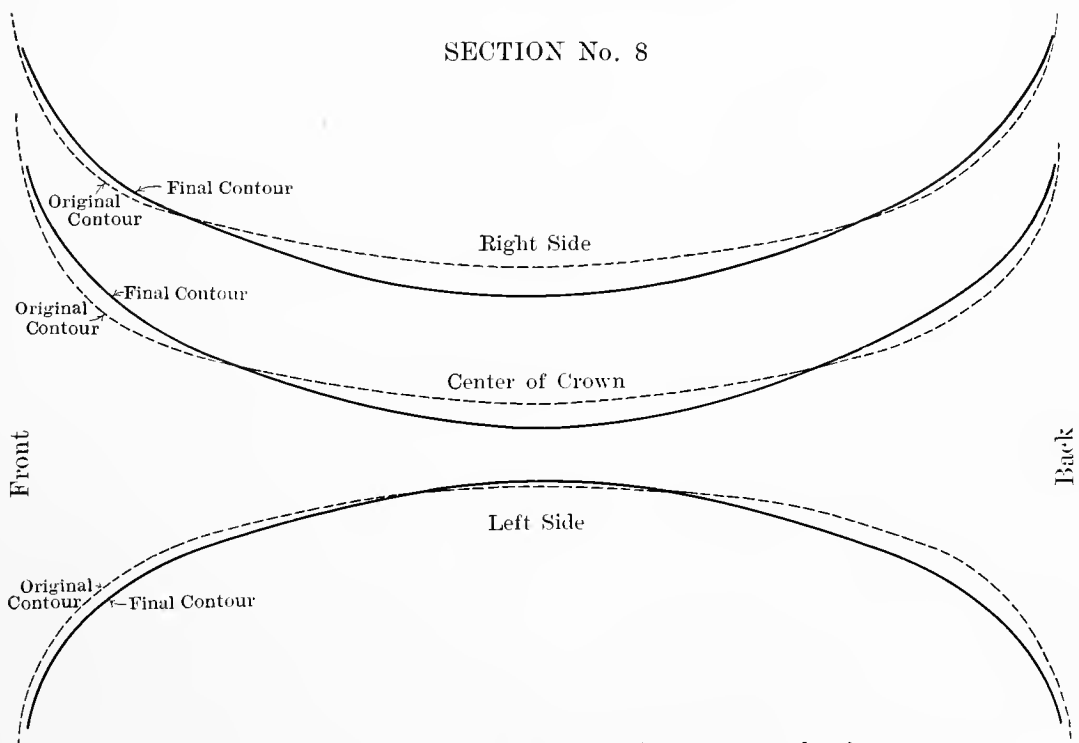 SECTION No. 8
Final Contour
Original
Contour
Right Side
Final Contour
Original
Contour
Center of Crown
Front
Back
Left Side
Original
Contour
Final Contour